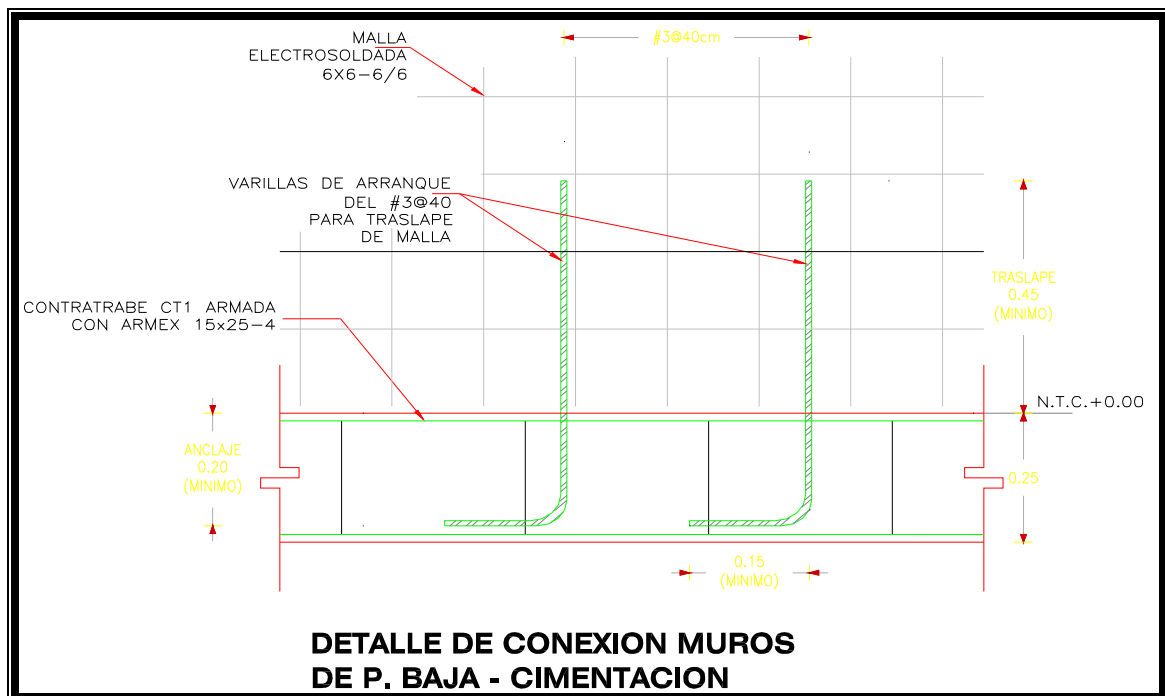 MALLA
ELECTROSOLDADA
6X6-6/6
#3@40cm
VARILLAS DE ARRANQUE
DEL #3@40
PARA TRASLAPE
DE MALLA
TRASLAPE
0.45
(MINIMO)
CONTRATRABE CT1 ARMADA
CON ARMEX 15x25-4
N.T.C.+0.00
ANCLAJE
0.20
(MINIMO)
0.25
0.15
(MINIMO)
DETALLE DE CONEXION MUROS
DE P. BAJA - CIMENTACION